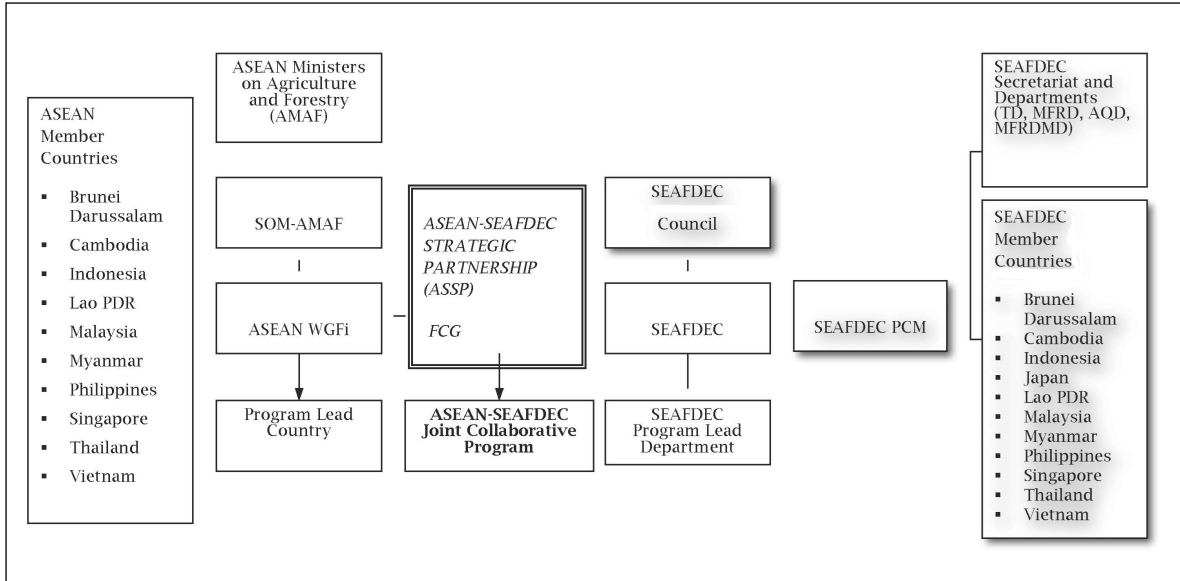 ASEAN
Member
Countries
▪ Brunei
Darussalam
▪ Cambodia
▪ Indonesia
▪ Lao PDR
▪ Malaysia
▪ Myanmar
▪ Philippines
▪ Singapore
▪ Thailand
▪ Vietnam
ASEAN Ministers
on Agriculture
and Forestry
(AMAF)
SOM-AMAF
ASEAN WGFi
Program Lead
Country
ASEAN-SEAFDEC
STRATEGIC
PARTNERSHIP
(ASSP)
FCG
ASEAN-SEAFDEC
Joint Collaborative
Program
SEAFDEC
Council
SEAFDEC
SEAFDEC
Program Lead
Department
SEAFDEC PCM
SEAFDEC
Secretariat and
Departments
(TD, MFRD, AQD,
MFRDMD)
SEAFDEC
Member
Countries
▪ Brunei
Darussalam
▪ Cambodia
▪ Indonesia
▪ Japan
▪ Lao PDR
▪ Malaysia
▪ Myanmar
▪ Philippines
▪ Singapore
▪ Thailand
▪ Vietnam